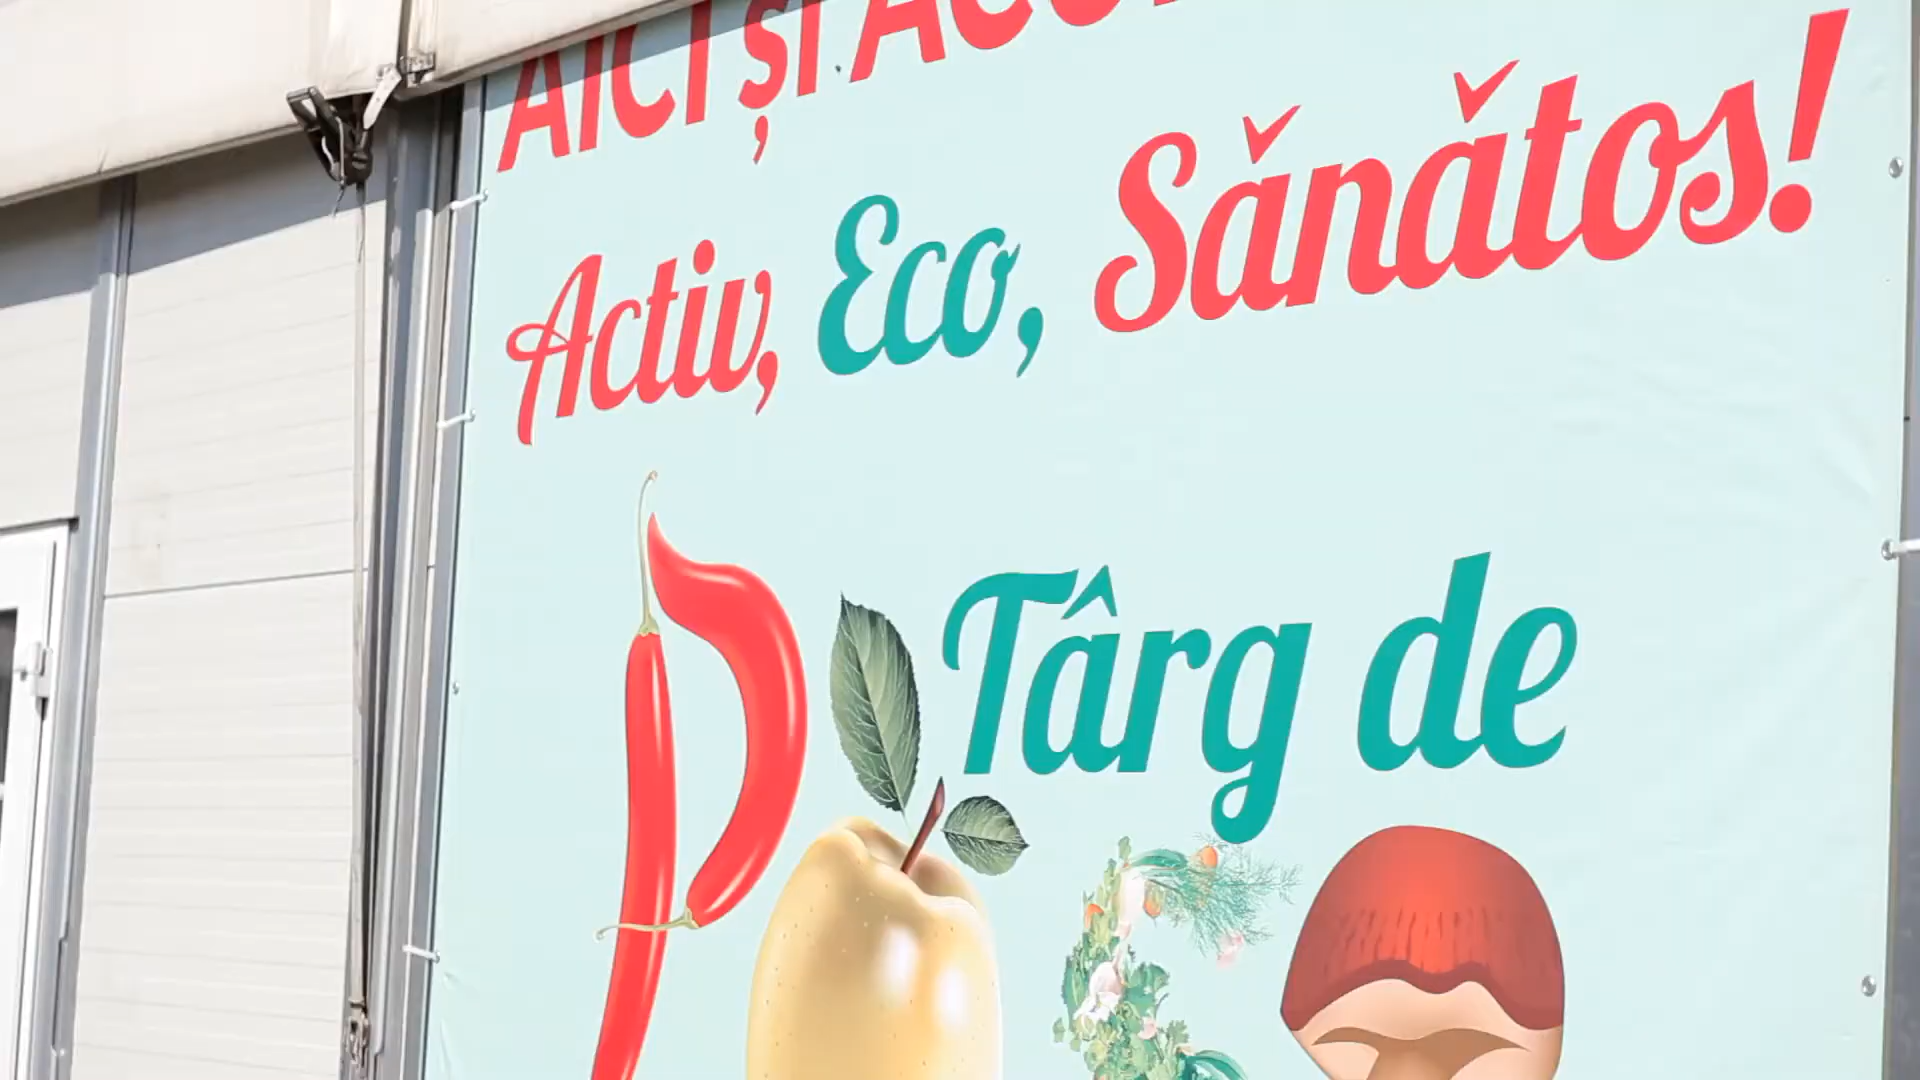 AICI și
Activ, Eco, Sănătos!
Târg de